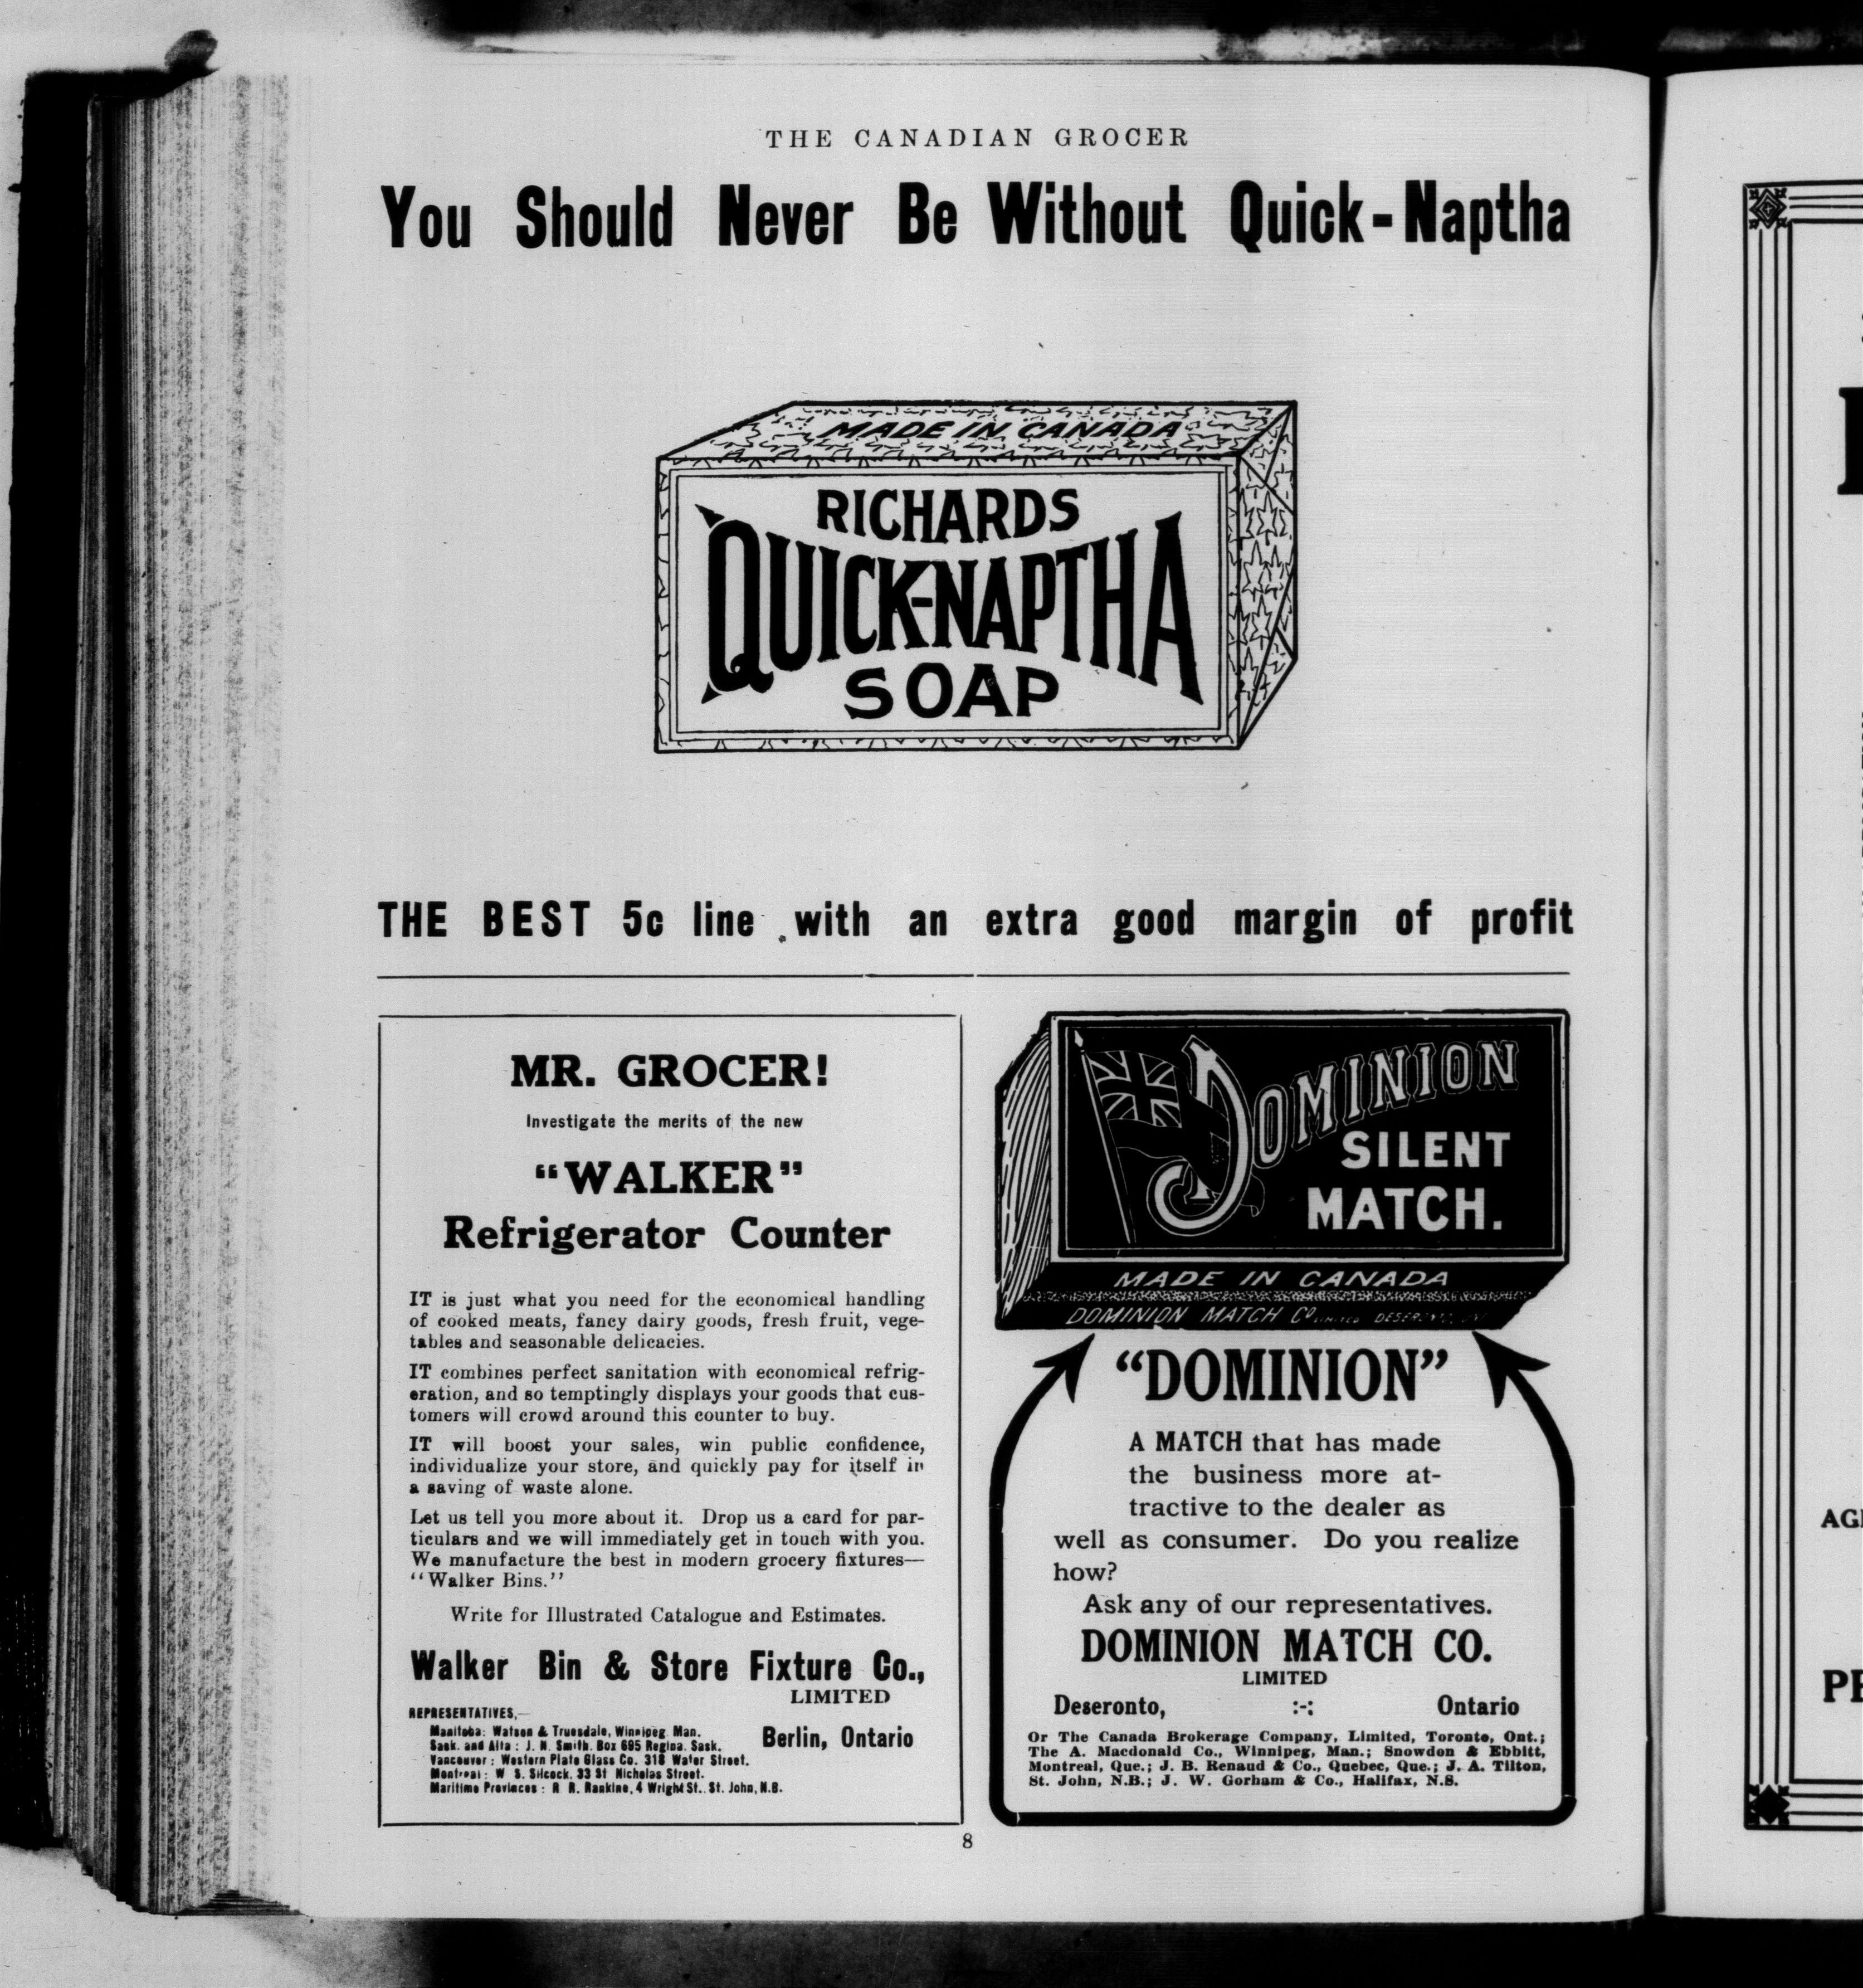 THE CANADIAN GROCER
You Should Never Be Without Quick-Naptha
MADE IN CANADA
RICHARDS
QUICK-NAPTHA
SOAP
THE BEST 5c line with an extra good margin of profit
MR. GROCER!
Investigate the merits of the new
“WALKER”
Refrigerator Counter
IT is just what you need for the economical handling
of cooked meats, fancy dairy goods, fresh fruit, vege-
tables and seasonable delicacies.
IT combines perfect sanitation with economical refrig-
eration, and so temptingly displays your goods that cus-
tomers will crowd around this counter to buy.
IT will boost your sales, win public confidence,
individualize your store, and quickly pay for itself in
a saving of waste alone.
Let us tell you more about it. Drop us a card for par-
ticulars and we will immediately get in touch with you.
We manufacture the best in modern grocery fixtures—
“Walker Bins.”
Write for Illustrated Catalogue and Estimates.
Walker Bin & Store Fixture Co.,
LIMITED
Berlin, Ontario
REPRESENTATIVES,—
Manitoba: Watson & Truesdale, Winnipeg, Man.
Sask. and Alta : J. N. Smith, Box 695 Regina, Sask.
Vancouver : Western Plate Glass Co. 318 Water Street.
Montreal : W. S. Silcock, 33 St Nicholas Street.
Maritime Provinces : R. R. Rankine, 4 Wright St., St. John, N.B.
DOMINION
SILENT
MATCH.
MADE IN CANADA
DOMINION MATCH CO LIMITED DESERONTO,
“DOMINION”
A MATCH that has made
the business more at-
tractive to the dealer as
well as consumer. Do you realize
how?
Ask any of our representatives.
DOMINION MATCH CO.
LIMITED
Deseronto, :-: Ontario
Or The Canada Brokerage Company, Limited, Toronto, Ont.;
The A. Macdonald Co., Winnipeg, Man.; Snowdon & Ebbitt,
Montreal, Que.; J. B. Renaud & Co., Quebec, Que.; J. A. Tilton,
St. John, N.B.; J. W. Gorham & Co., Halifax, N.S.
8